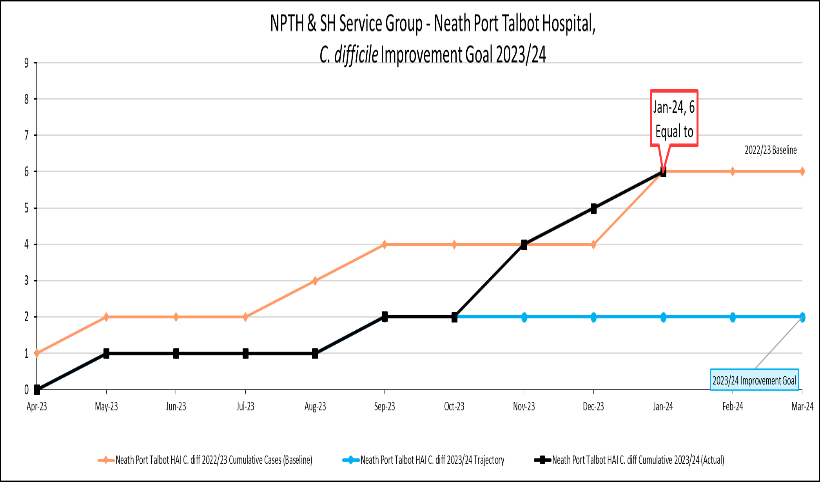 NPTH & SH Service Group - Neath Port Talbot Hospital,
C. difficile Improvement Goal 2023/24
9
8
7
6
5
4
3
2
1
0
Jan-24, 6
Equal to
2022/23 Baseline
2023/24 Improvement Goal
Apr-23 May-23 Jun-23 Jul-23 Aug-23 Sep-23 Oct-23 Nov-23 Dec-23 Jan-24 Feb-24 Mar-24
Neath Port Talbot HAI C. diff 2022/23 Cumulative Cases (Baseline) Neath Port Talbot HAI C. diff 2023/24 Trajectory Neath Port Talbot HAI C. diff Cumulative 2023/24 (Actual)